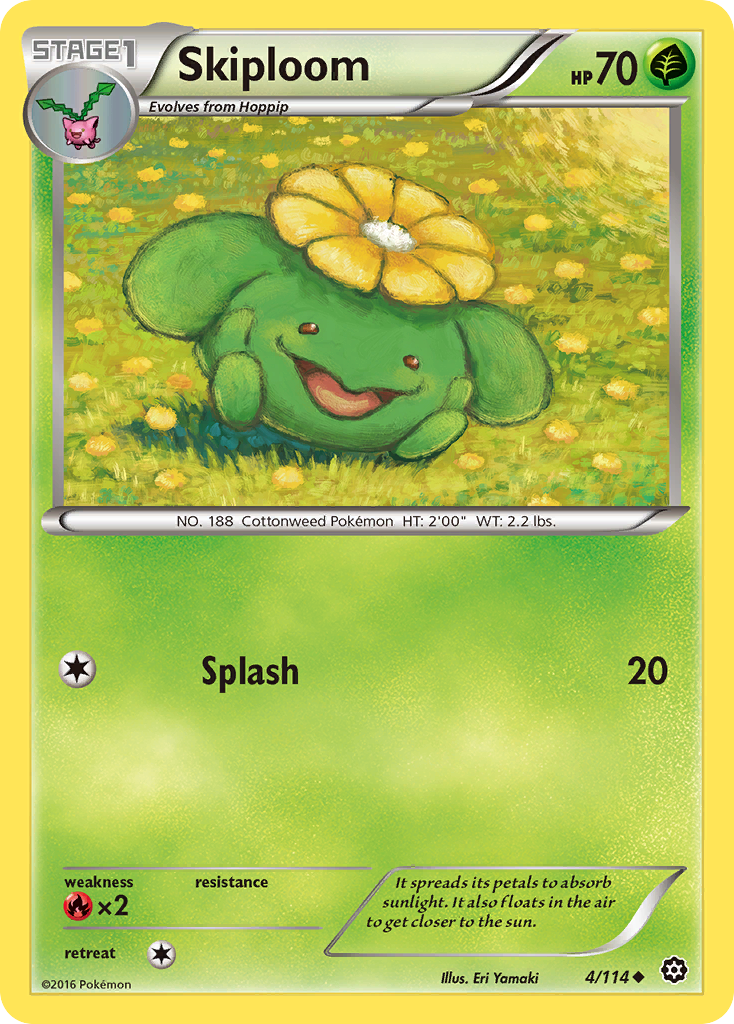 STAGE1
Skiploom
HP 70
Evolves from Hoppip
NO. 188 Cottonweed Pokémon HT: 2'00" WT: 2.2 lbs.
Splash 20
weakness resistance
×2
retreat
It spreads its petals to absorb
sunlight. It also floats in the air
to get closer to the sun.
©2016 Pokémon
Illus. Eri Yamaki
4/114